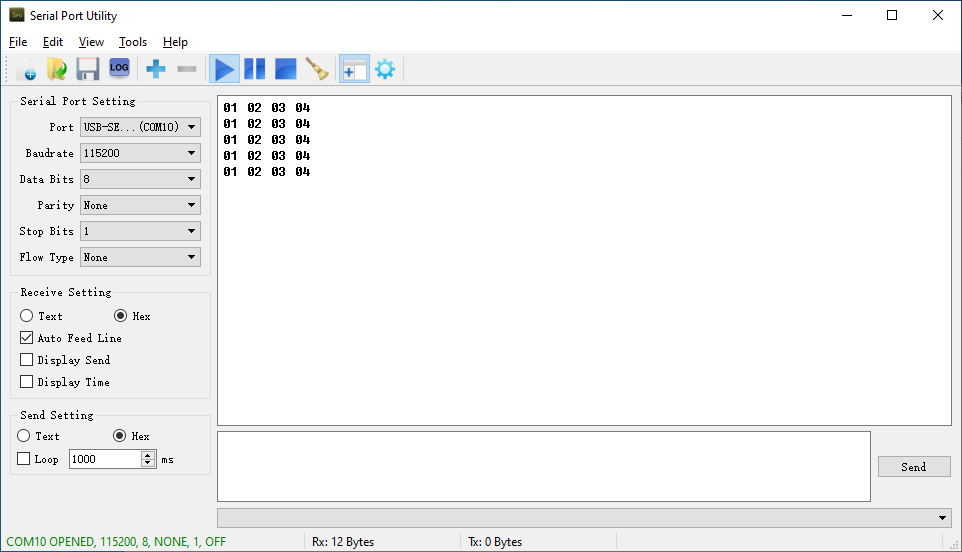 Serial Port Utility
File Edit View Tools Help
LOG
Serial Port Setting
Port USB-SE...(COM10)
Baudrate 115200
Data Bits 8
Parity None
Stop Bits 1
Flow Type None
Receive Setting
Text Hex
Auto Feed Line
Display Send
Display Time
Send Setting
Text Hex
Loop 1000 ms
01 02 03 04
01 02 03 04
01 02 03 04
01 02 03 04
01 02 03 04
Send
COM10 OPENED, 115200, 8, NONE, 1, OFF Rx: 12 Bytes Tx: 0 Bytes